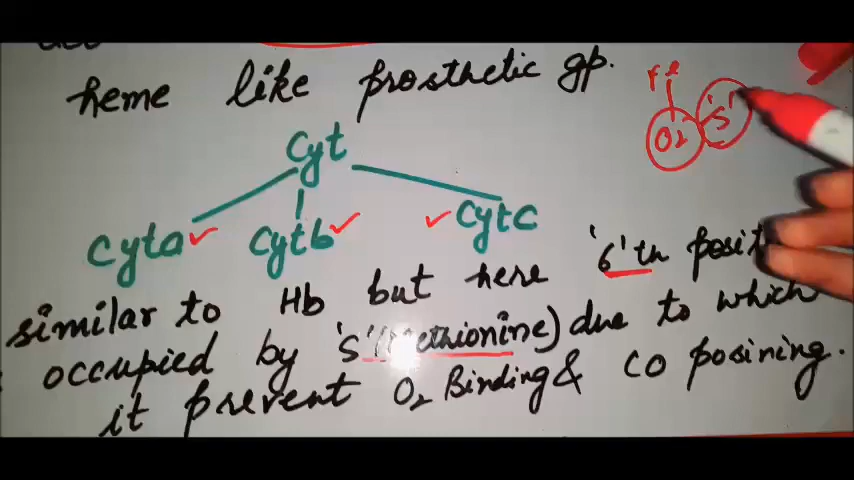 heme like prosthetic gp.
Fe
O2 'S'
Cyt
Cyta Cytb Cytc
similar to Hb but here '6'th posit
occupied by 'S'(Methionine) due to which
it prevent O2 Binding & CO posining.